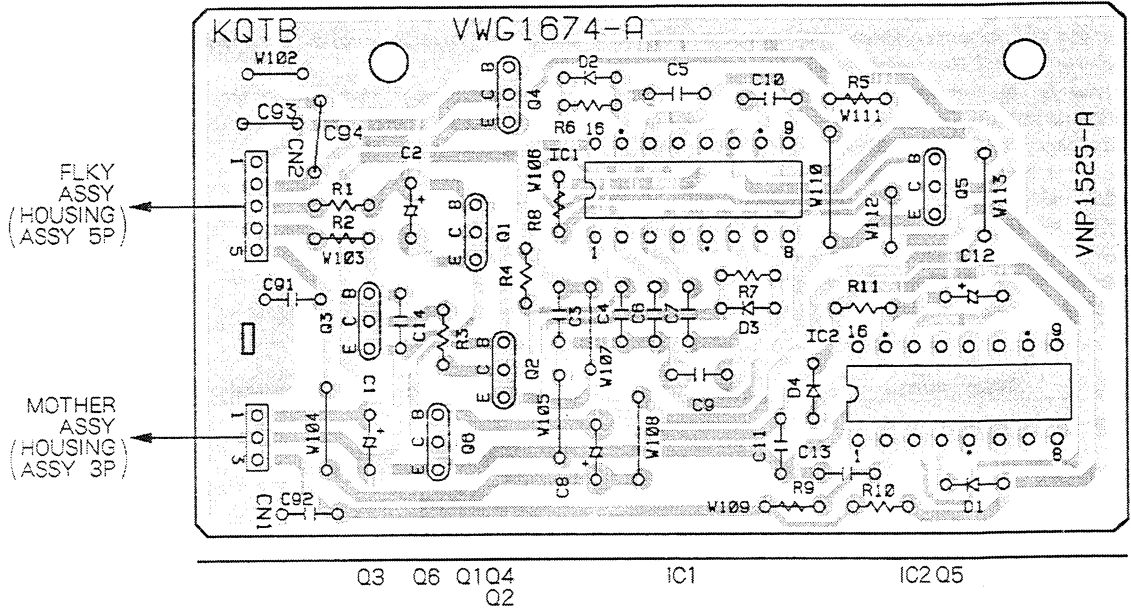 KQTB
VWG1674-A
W102
C93
C94
CN2
1
5
FLKY
ASSY
(HOUSING
ASSY 5P)
R1
R2
W103
C2
B
C
E
Q4
D2
C5
C10
R5
W111
R6
16
9
IC1
W106
R8
1
8
W110
W112
B
C
E
Q5
W113
C12
VNP1525-A
B
C
E
Q1
R4
C91
B
C
E
Q3
C14
R3
C3
C4
C6
C7
R7
D3
R11
IC2
16
9
1
8
B
C
E
Q2
W107
C9
D4
MOTHER
ASSY
(HOUSING
ASSY 3P)
1
3
W104
C1
B
C
E
Q6
W105
C8
W108
C11
C13
R9
R10
D1
W109
CN1
C92
Q3
Q6
Q1
Q4
Q2
IC1
IC2
Q5